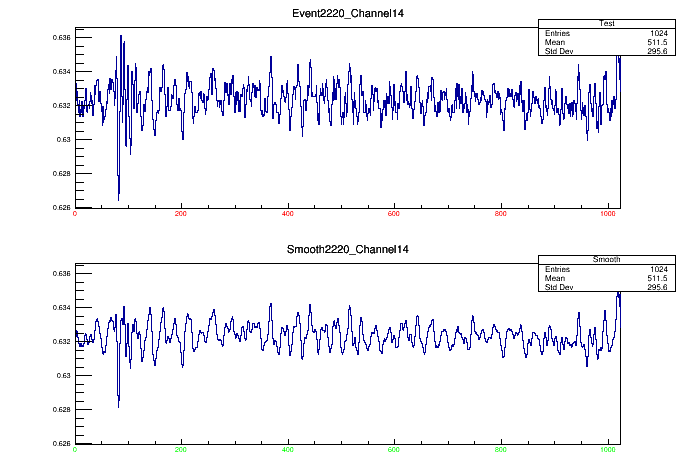 Event2220_Channel14
Test
Entries 1024
Mean 511.5
Std Dev 295.6
0.636
0.634
0.632
0.63
0.628
0.626
0 200 400 600 800 1000
Smooth2220_Channel14
Smooth
Entries 1024
Mean 511.5
Std Dev 295.6
0.636
0.634
0.632
0.63
0.628
0.626
0 200 400 600 800 1000